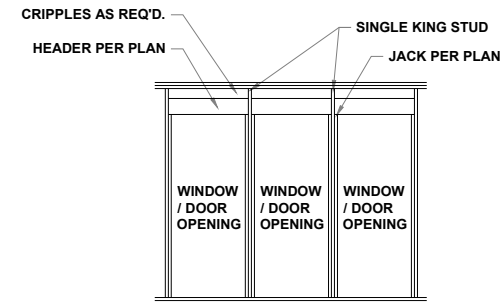 CRIPPLES AS REQ'D.
SINGLE KING STUD
HEADER PER PLAN
JACK PER PLAN
WINDOW
/ DOOR
OPENING
WINDOW
/ DOOR
OPENING
WINDOW
/ DOOR
OPENING